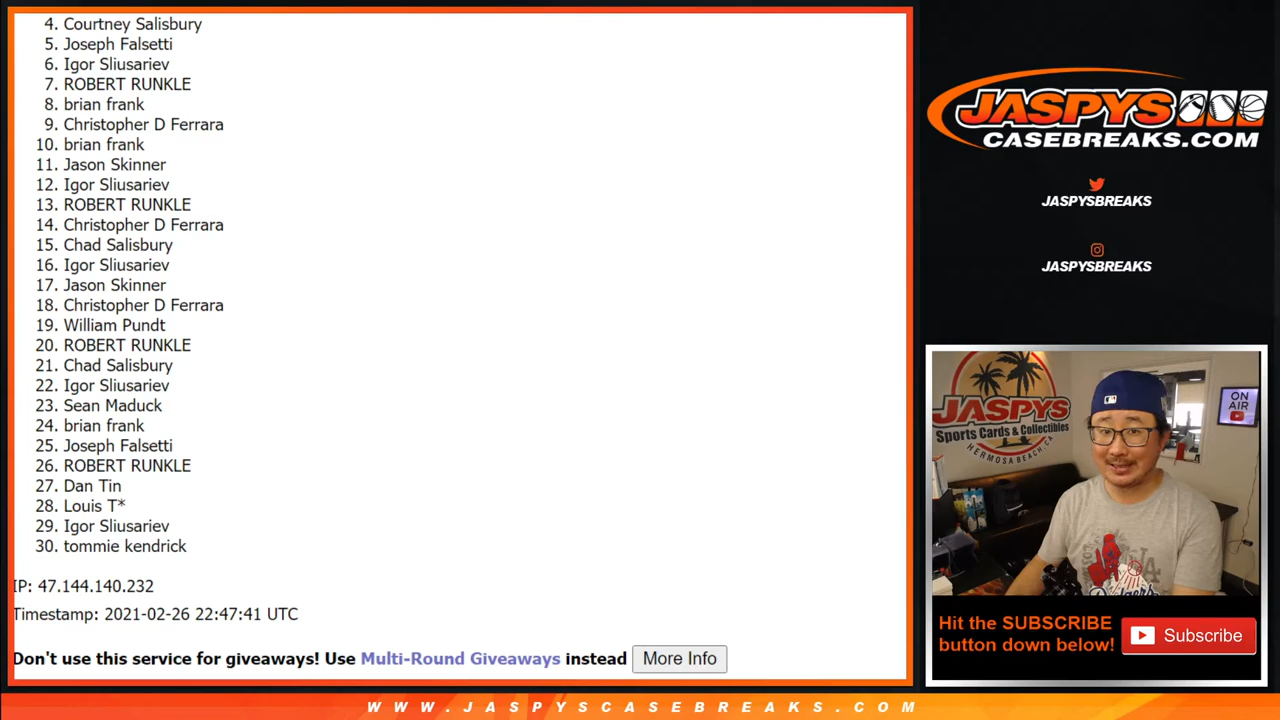 4. Courtney Salisbury
5. Joseph Falsetti
6. Igor Sliusariev
7. ROBERT RUNKLE
8. brian frank
9. Christopher D Ferrara
10. brian frank
11. Jason Skinner
12. Igor Sliusariev
13. ROBERT RUNKLE
14. Christopher D Ferrara
15. Chad Salisbury
16. Igor Sliusariev
17. Jason Skinner
18. Christopher D Ferrara
19. William Pundt
20. ROBERT RUNKLE
21. Chad Salisbury
22. Igor Sliusariev
23. Sean Maduck
24. brian frank
25. Joseph Falsetti
26. ROBERT RUNKLE
27. Dan Tin
28. Louis T*
29. Igor Sliusariev
30. tommie kendrick
IP: 47.144.140.232
Timestamp: 2021-02-26 22:47:41 UTC
Don't use this service for giveaways! Use Multi-Round Giveaways instead More Info
JASPYS
CASEBREAKS.COM
JASPYSBREAKS
JASPYSBREAKS
JASPYS
Sports Cards & Collectibles
HERMOSA BEACH, CA
ON
AIR
Hit the SUBSCRIBE
button down below!
Subscribe
WWW.JASPYSCASEBREAKS.COM